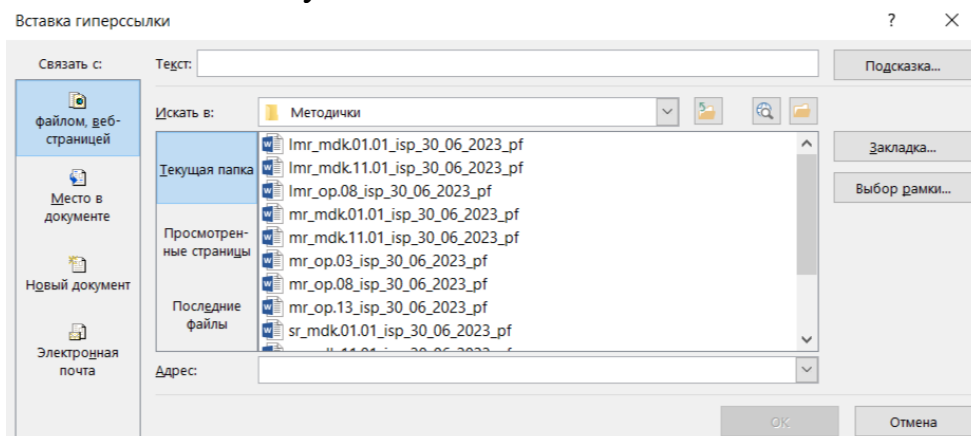 Вставка гиперссылки
? ×
Связать с:
Текст:
Подсказка...
файлом, веб-
страницей
Искать в:
Методички
Закладка...
Выбор рамки...
Место в
документе
Новый документ
Электронная
почта
Текущая папка
Просмотрен-
ные страницы
Последние
файлы
lmr_mdk.01.01_isp_30_06_2023_pf
lmr_mdk.11.01_isp_30_06_2023_pf
lmr_op.08_isp_30_06_2023_pf
mr_mdk.01.01_isp_30_06_2023_pf
mr_mdk.11.01_isp_30_06_2023_pf
mr_op.03_isp_30_06_2023_pf
mr_op.08_isp_30_06_2023_pf
mr_op.13_isp_30_06_2023_pf
sr_mdk.01.01_isp_30_06_2023_pf
Адрес:
ОК
Отмена